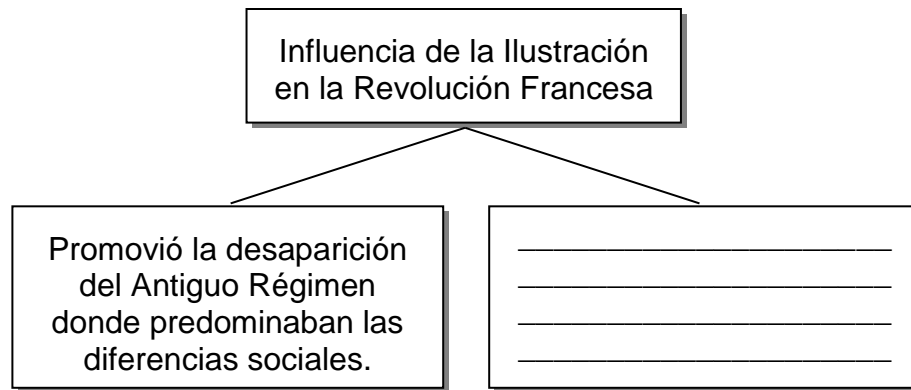 Influencia de la Ilustración
en la Revolución Francesa
Promovió la desaparición
del Antiguo Régimen
donde predominaban las
diferencias sociales.